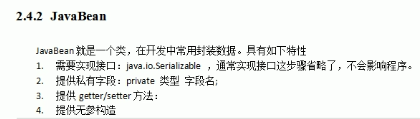 2.4.2 JavaBean
JavaBean 就是一个类，在开发中常用封装数据。具有如下特性
1. 需要实现接口：java.io.Serializable ，通常实现接口这步骤省略了，不会影响程序。
2. 提供私有字段：private 类型 字段名;
3. 提供 getter/setter 方法：
4. 提供无参构造